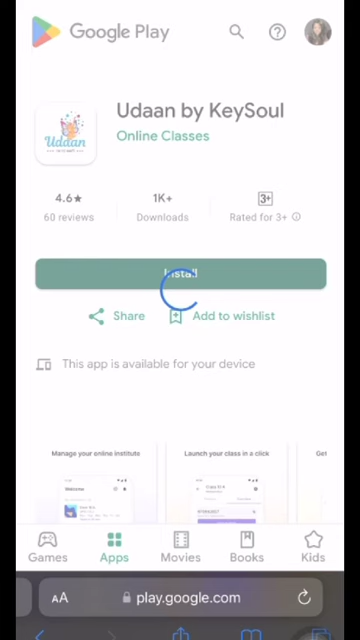 Google Play
Udaan by KeySoul
Udaan
Online Classes
4.6★
1K+
3+
60 reviews
Downloads
Rated for 3+
Install
Share
Add to wishlist
This app is available for your device
Manage your online institute
Launch your class in a click
Get
Welcome
Games
Apps
Movies
Books
Kids
AA
play.google.com